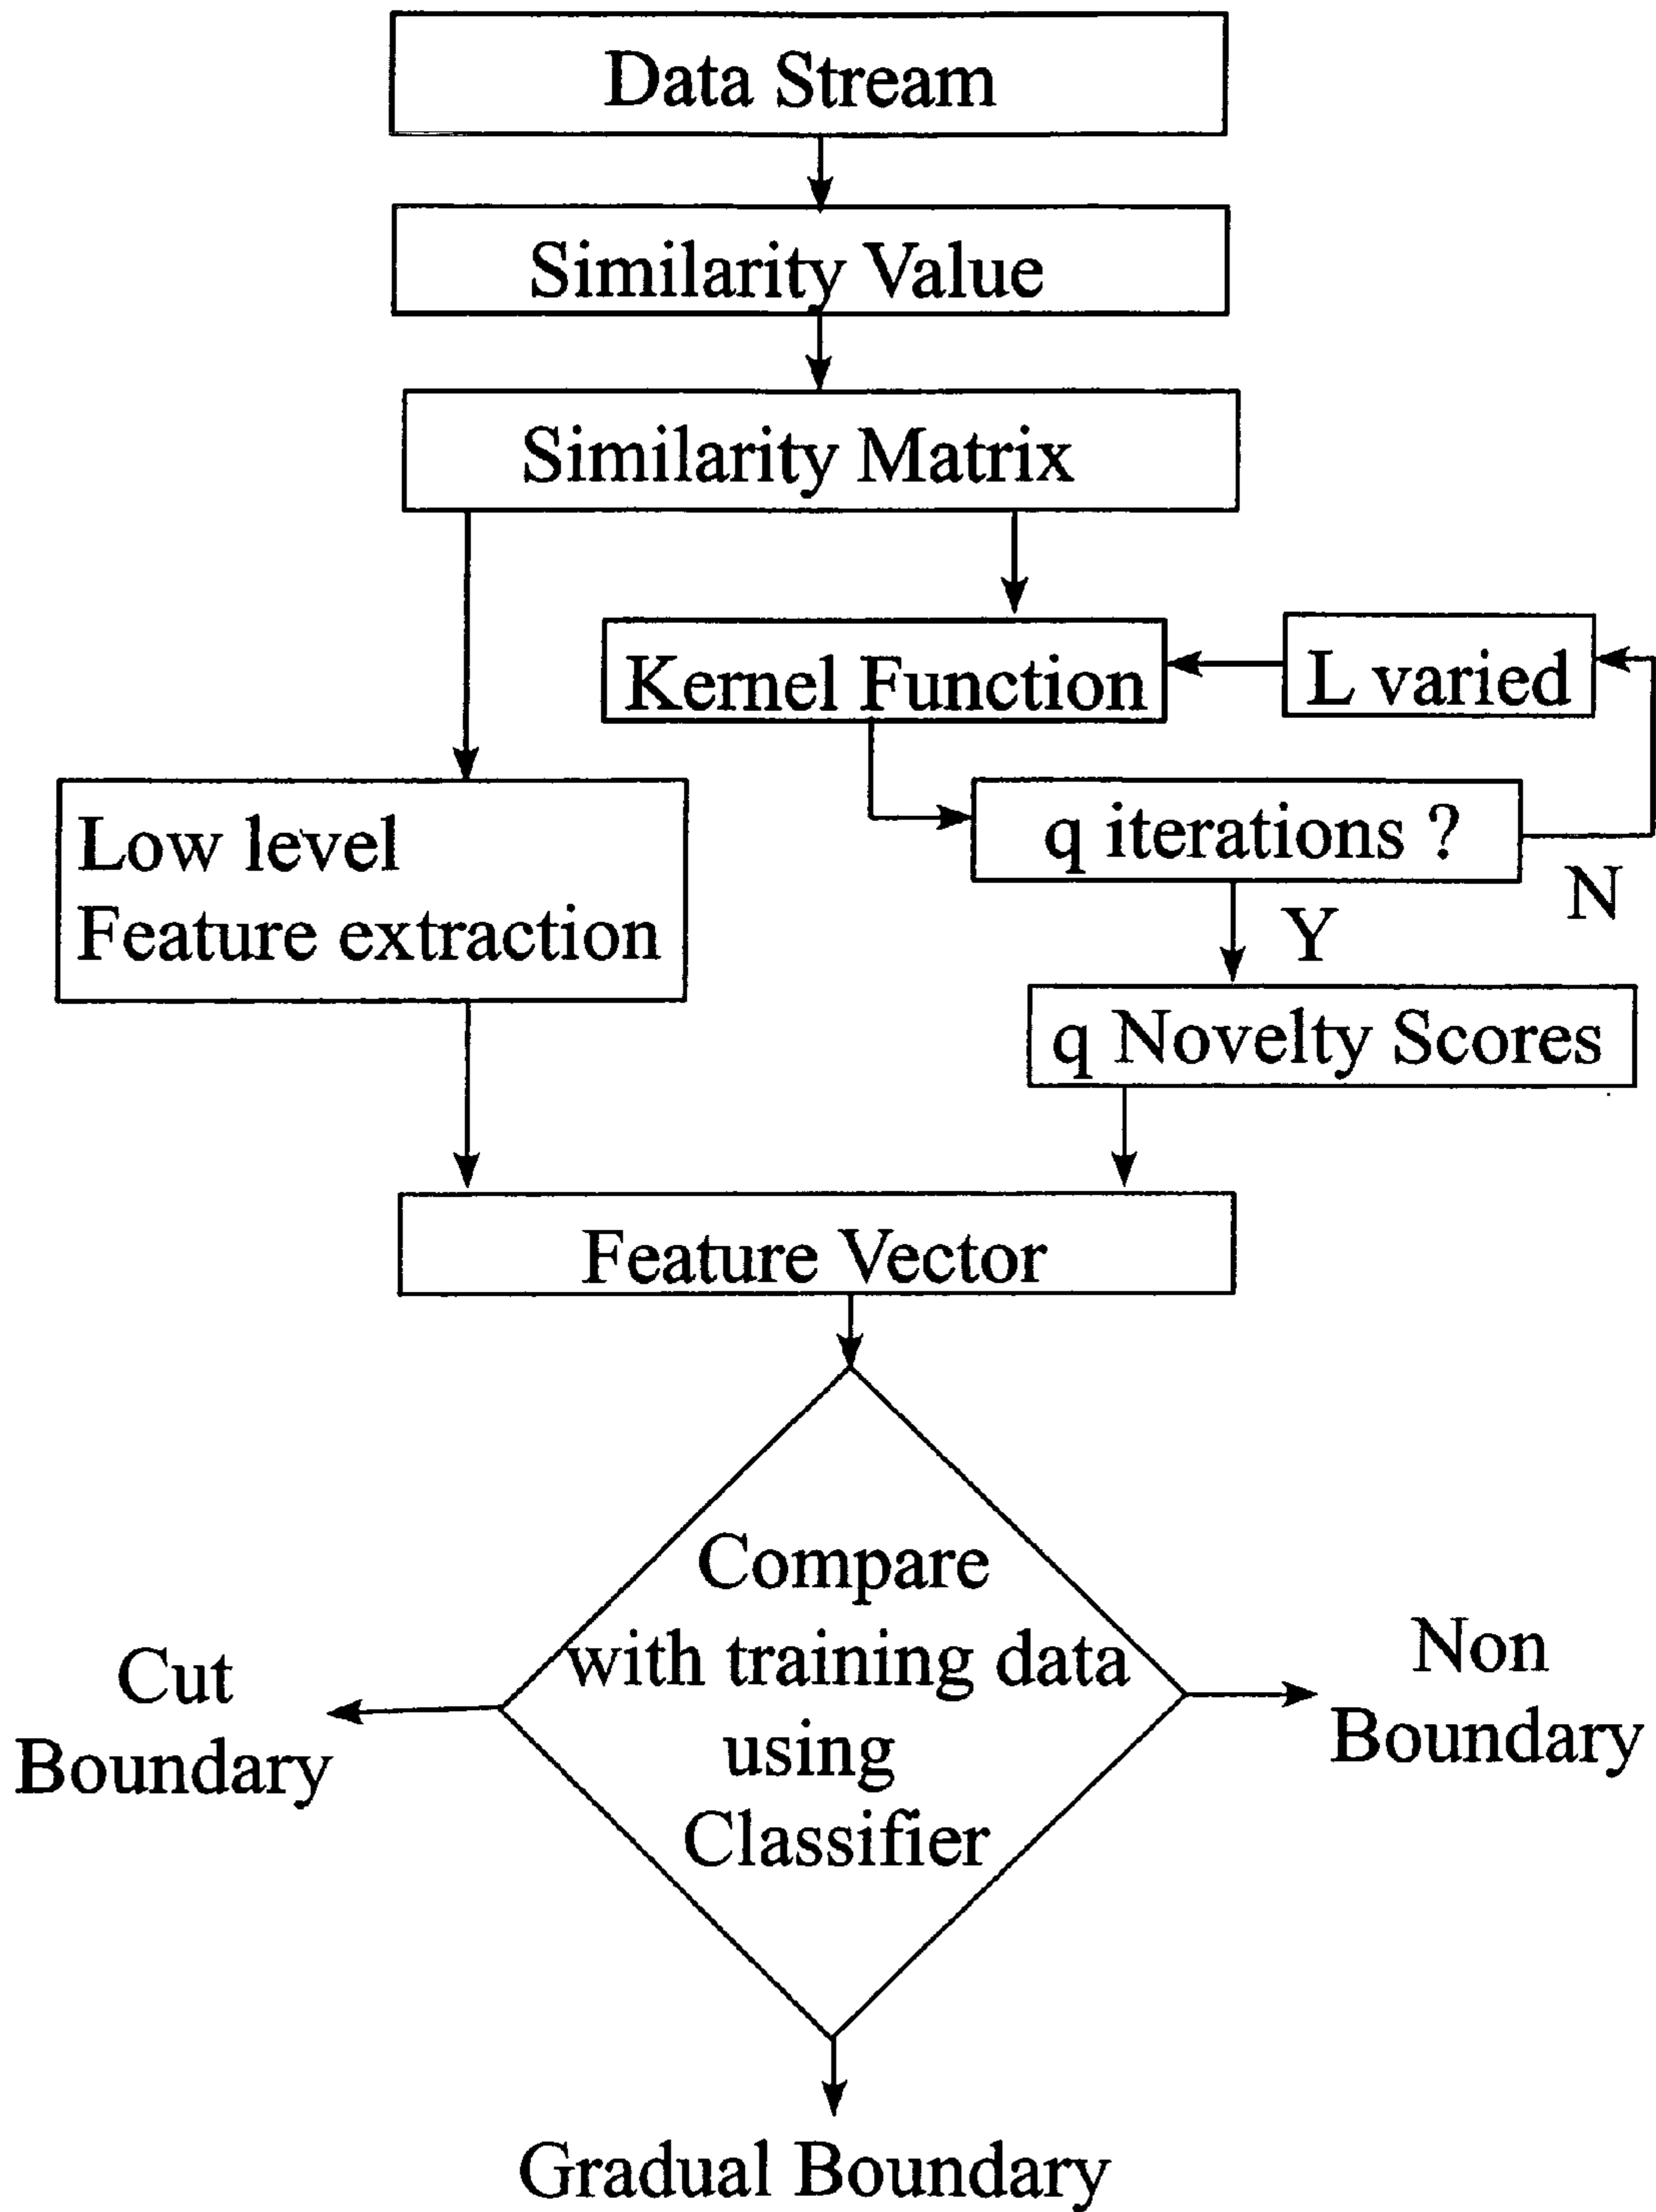 Data Stream
Similarity Value
Similarity Matrix
Kernel Function
L varied
Low level
Feature extraction
q iterations ?
N
Y
q Novelty Scores
Feature Vector
Compare
with training data
using
Classifier
Cut
Boundary
Non
Boundary
Gradual Boundary